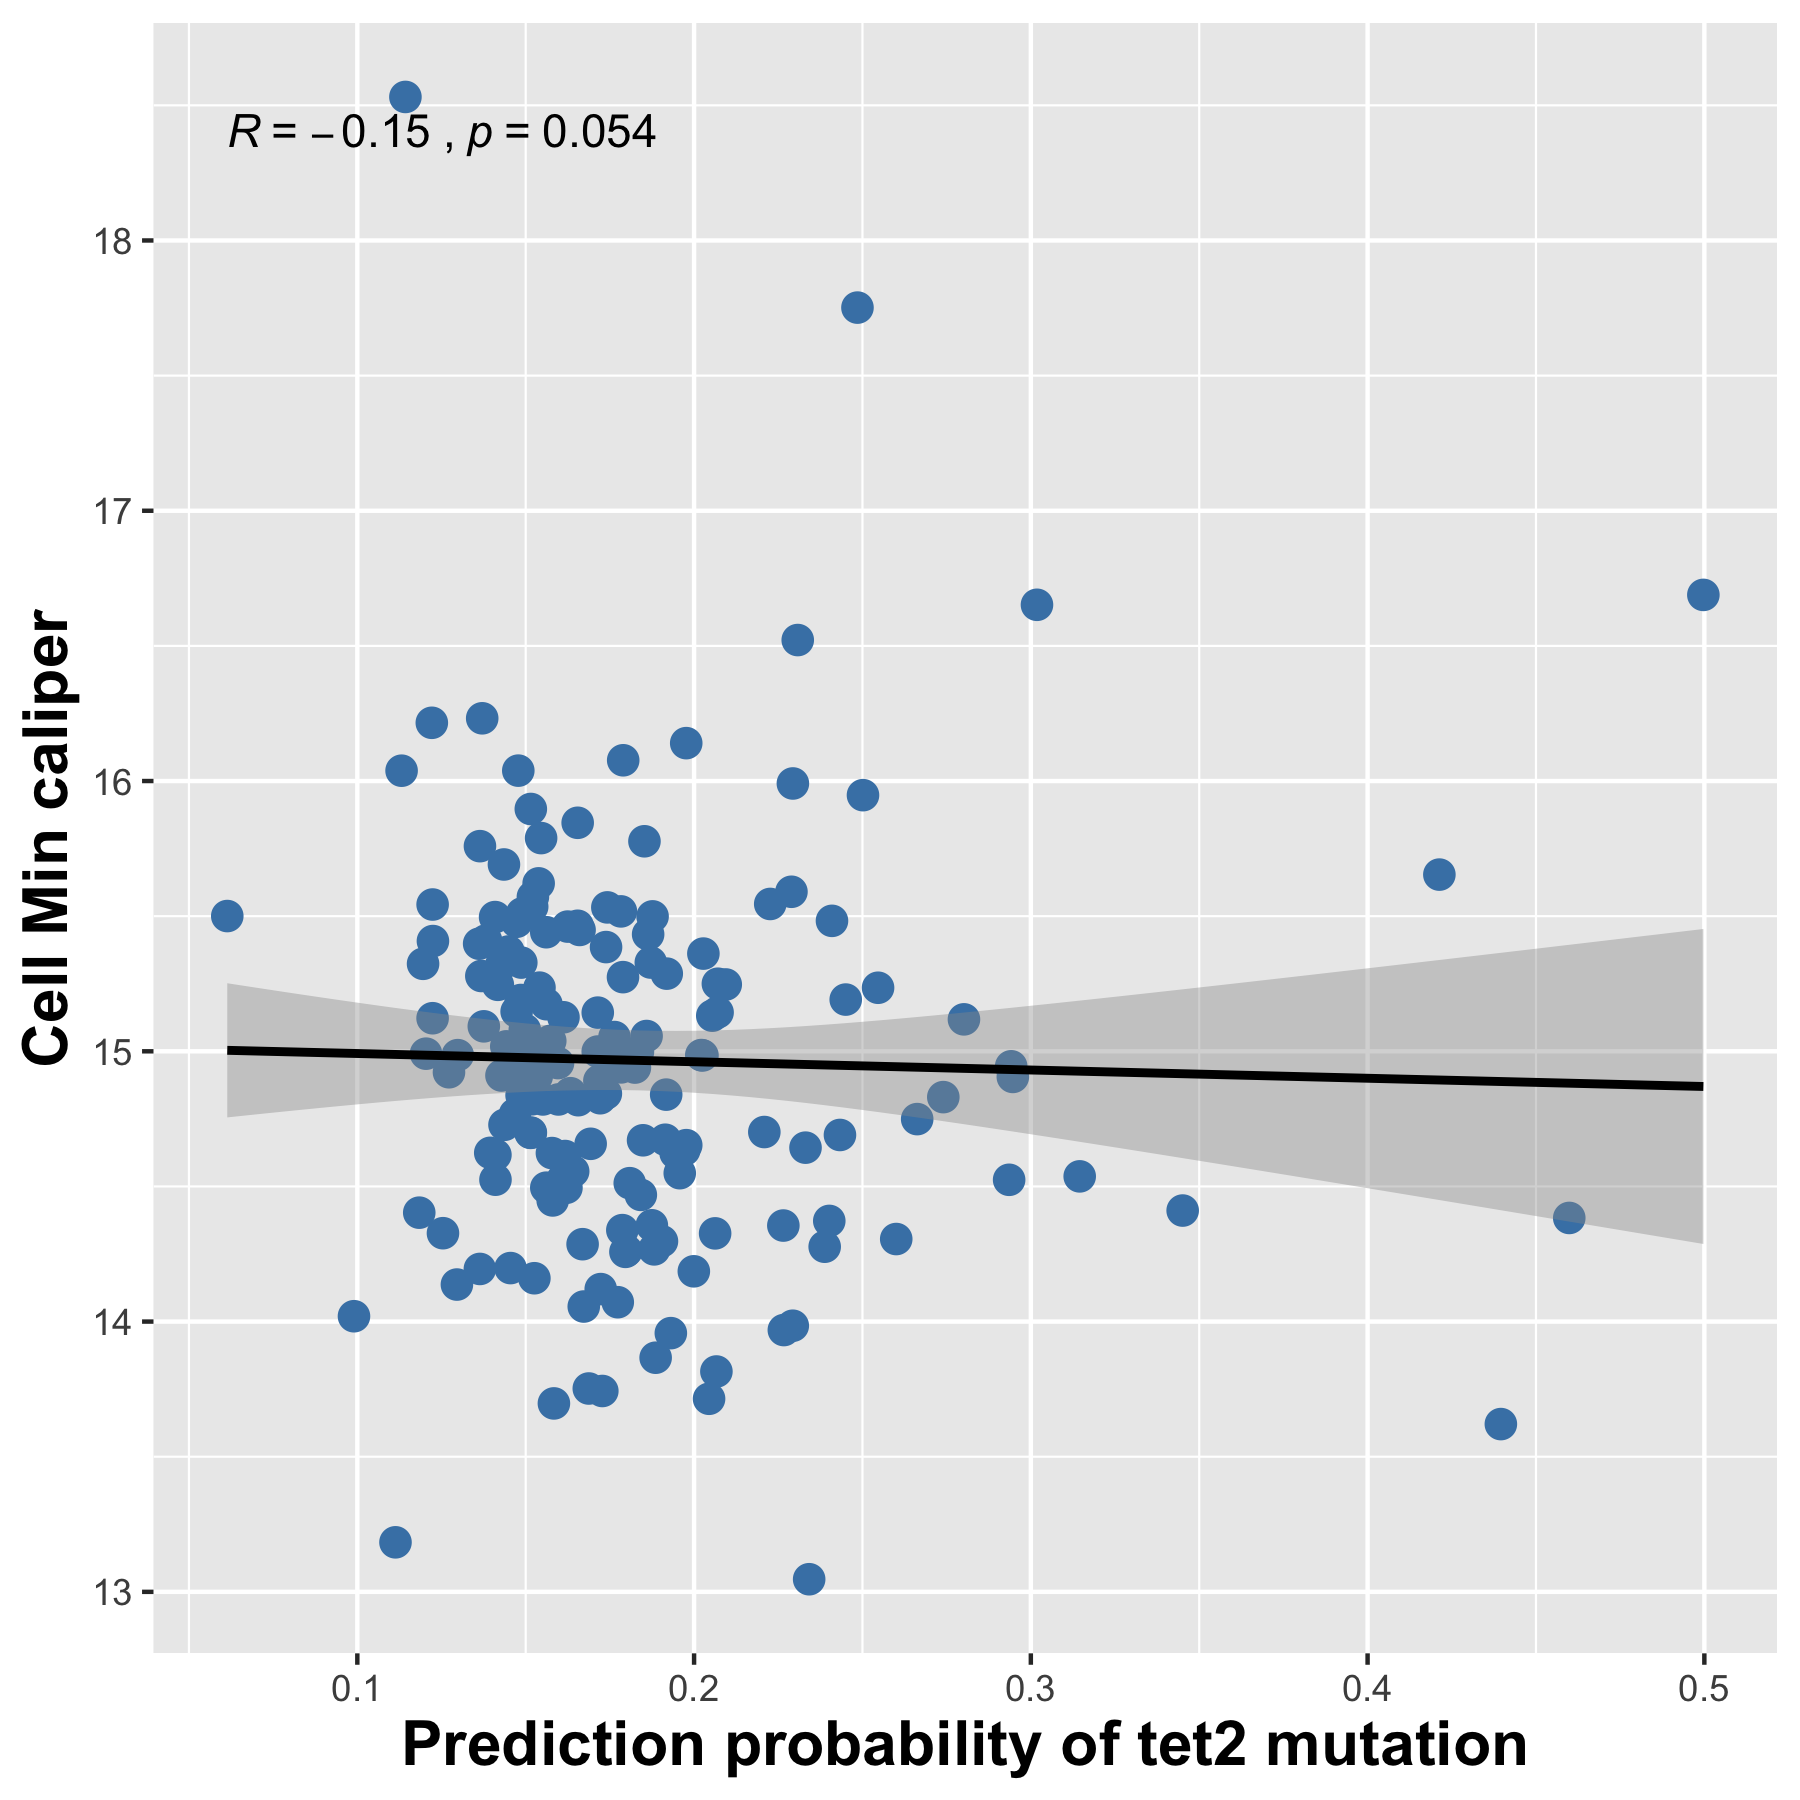 R = −0.15 , p = 0.054
18
17
16
15
14
13
Cell Min caliper
0.1 0.2 0.3 0.4 0.5
Prediction probability of tet2 mutation